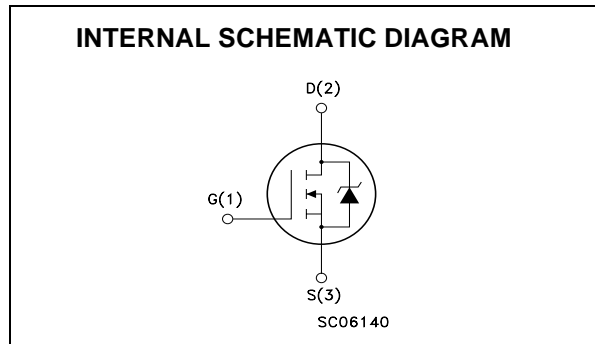 INTERNAL SCHEMATIC DIAGRAM
D(2)
G(1)
S(3)
SC06140